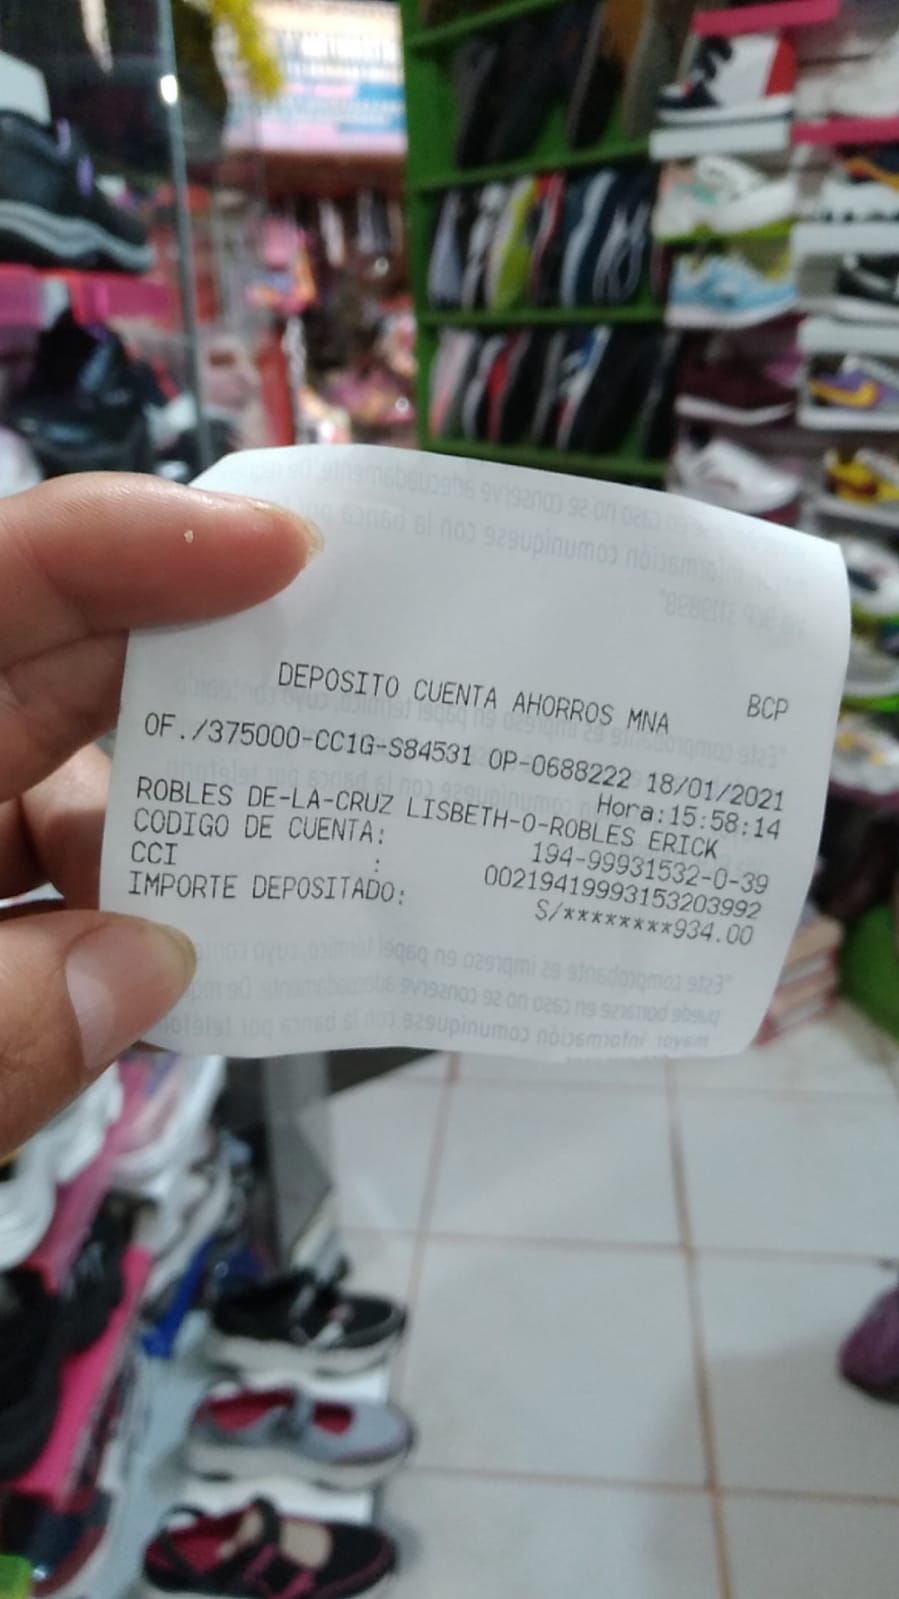 DEPOSITO CUENTA AHORROS MNA BCP
OF./375000-CC1G-S84531 OP-0688222 18/01/2021
Hora:15:58:14
ROBLES DE-LA-CRUZ LISBETH-O-ROBLES ERICK
CODIGO DE CUENTA: 194-99931532-0-39
CCI : 00219419993153203992
IMPORTE DEPOSITADO: S/********934.00